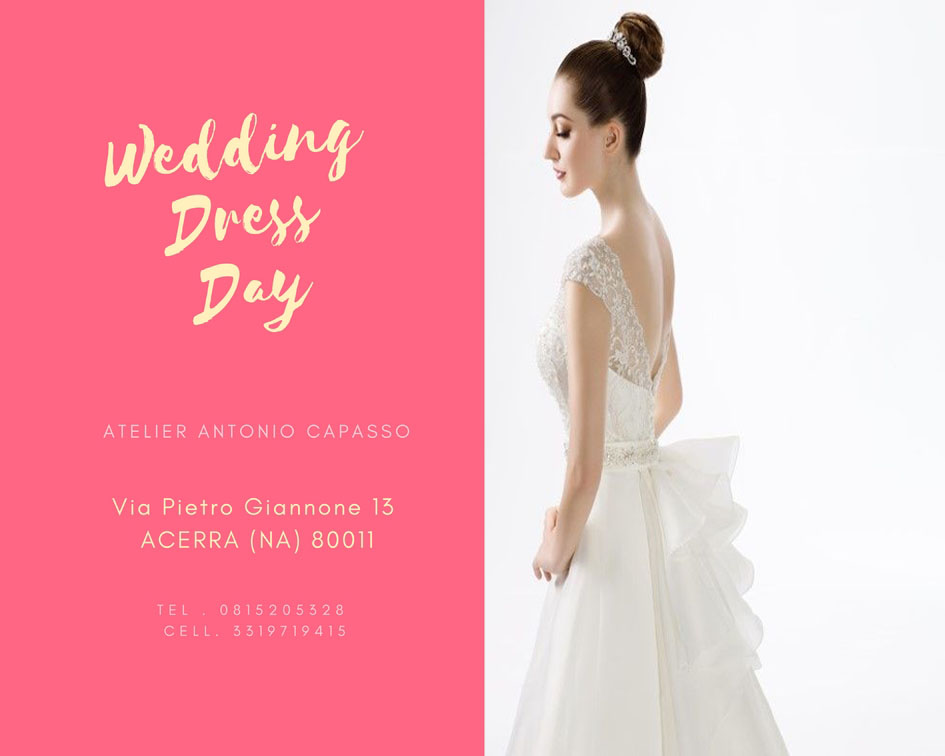 Wedding
Dress
Day
ATELIER ANTONIO CAPASSO
Via Pietro Giannone 13
ACERRA (NA) 80011
TEL . 0815205328
CELL. 3319719415